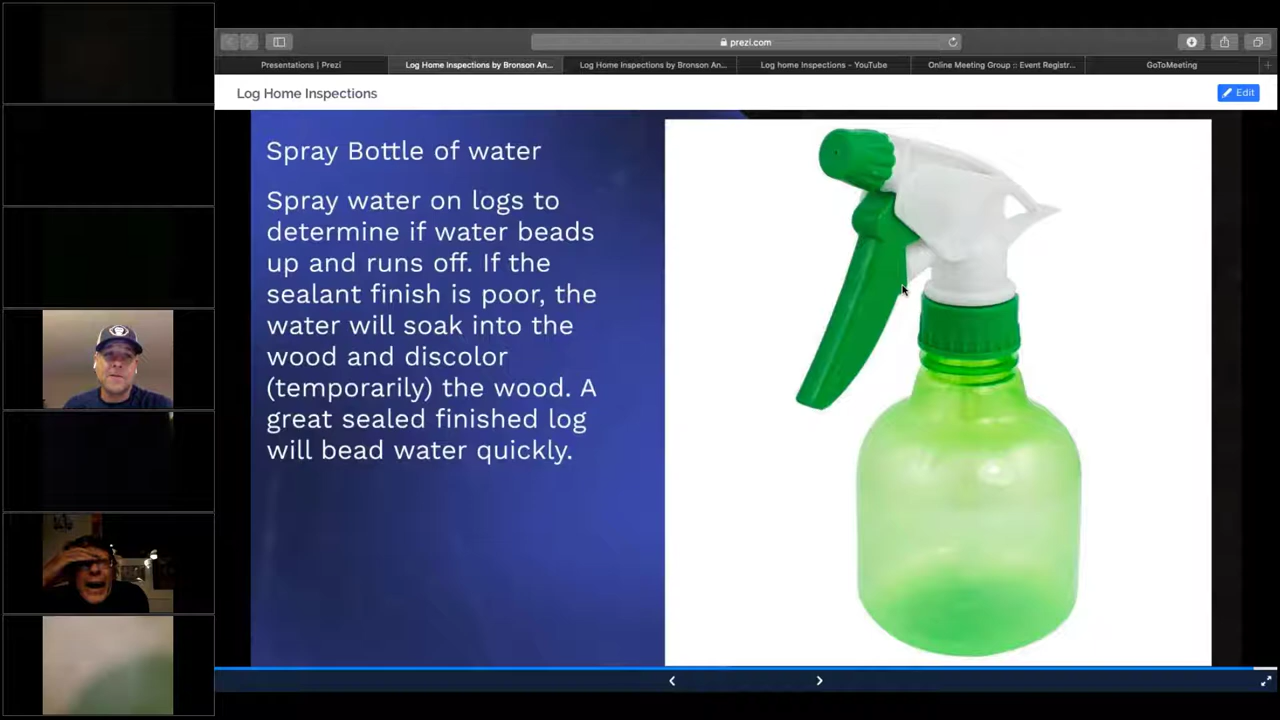 prezi.com
Presentations | Prezi
Log Home Inspections by Bronson An...
Log Home Inspections by Bronson An...
Log home Inspections - YouTube
Online Meeting Group :: Event Registr...
GoToMeeting
Log Home Inspections
Edit
Spray Bottle of water
Spray water on logs to
determine if water beads
up and runs off. If the
sealant finish is poor, the
water will soak into the
wood and discolor
(temporarily) the wood. A
great sealed finished log
will bead water quickly.